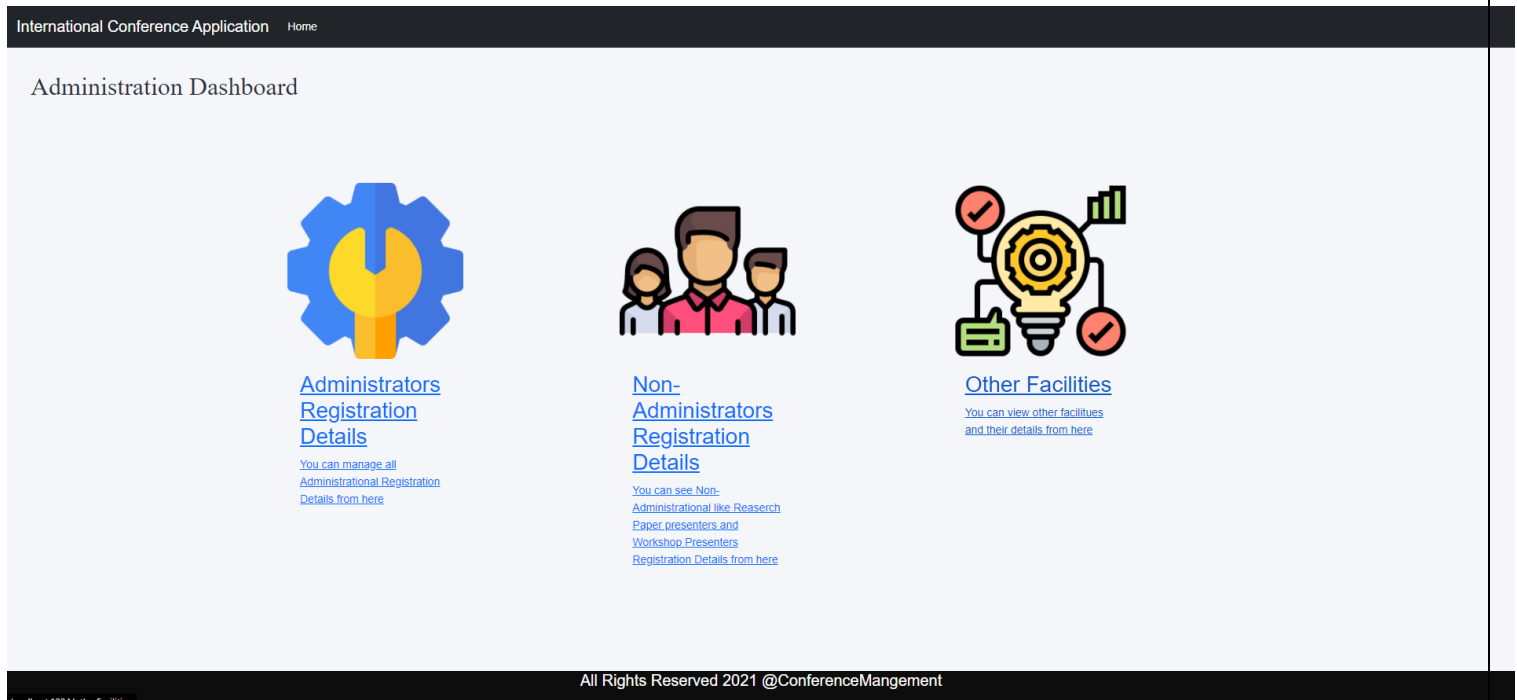 International Conference Application Home
Administration Dashboard
Administrators
Registration
Details
You can manage all
Administrational Registration
Details from here
Non-
Administrators
Registration
Details
You can see Non-
Administrational like Reaserch
Paper presenters and
Workshop Presenters
Registration Details from here
Other Facilities
You can view other facilitues
and their details from here
All Rights Reserved 2021 @ConferenceMangement